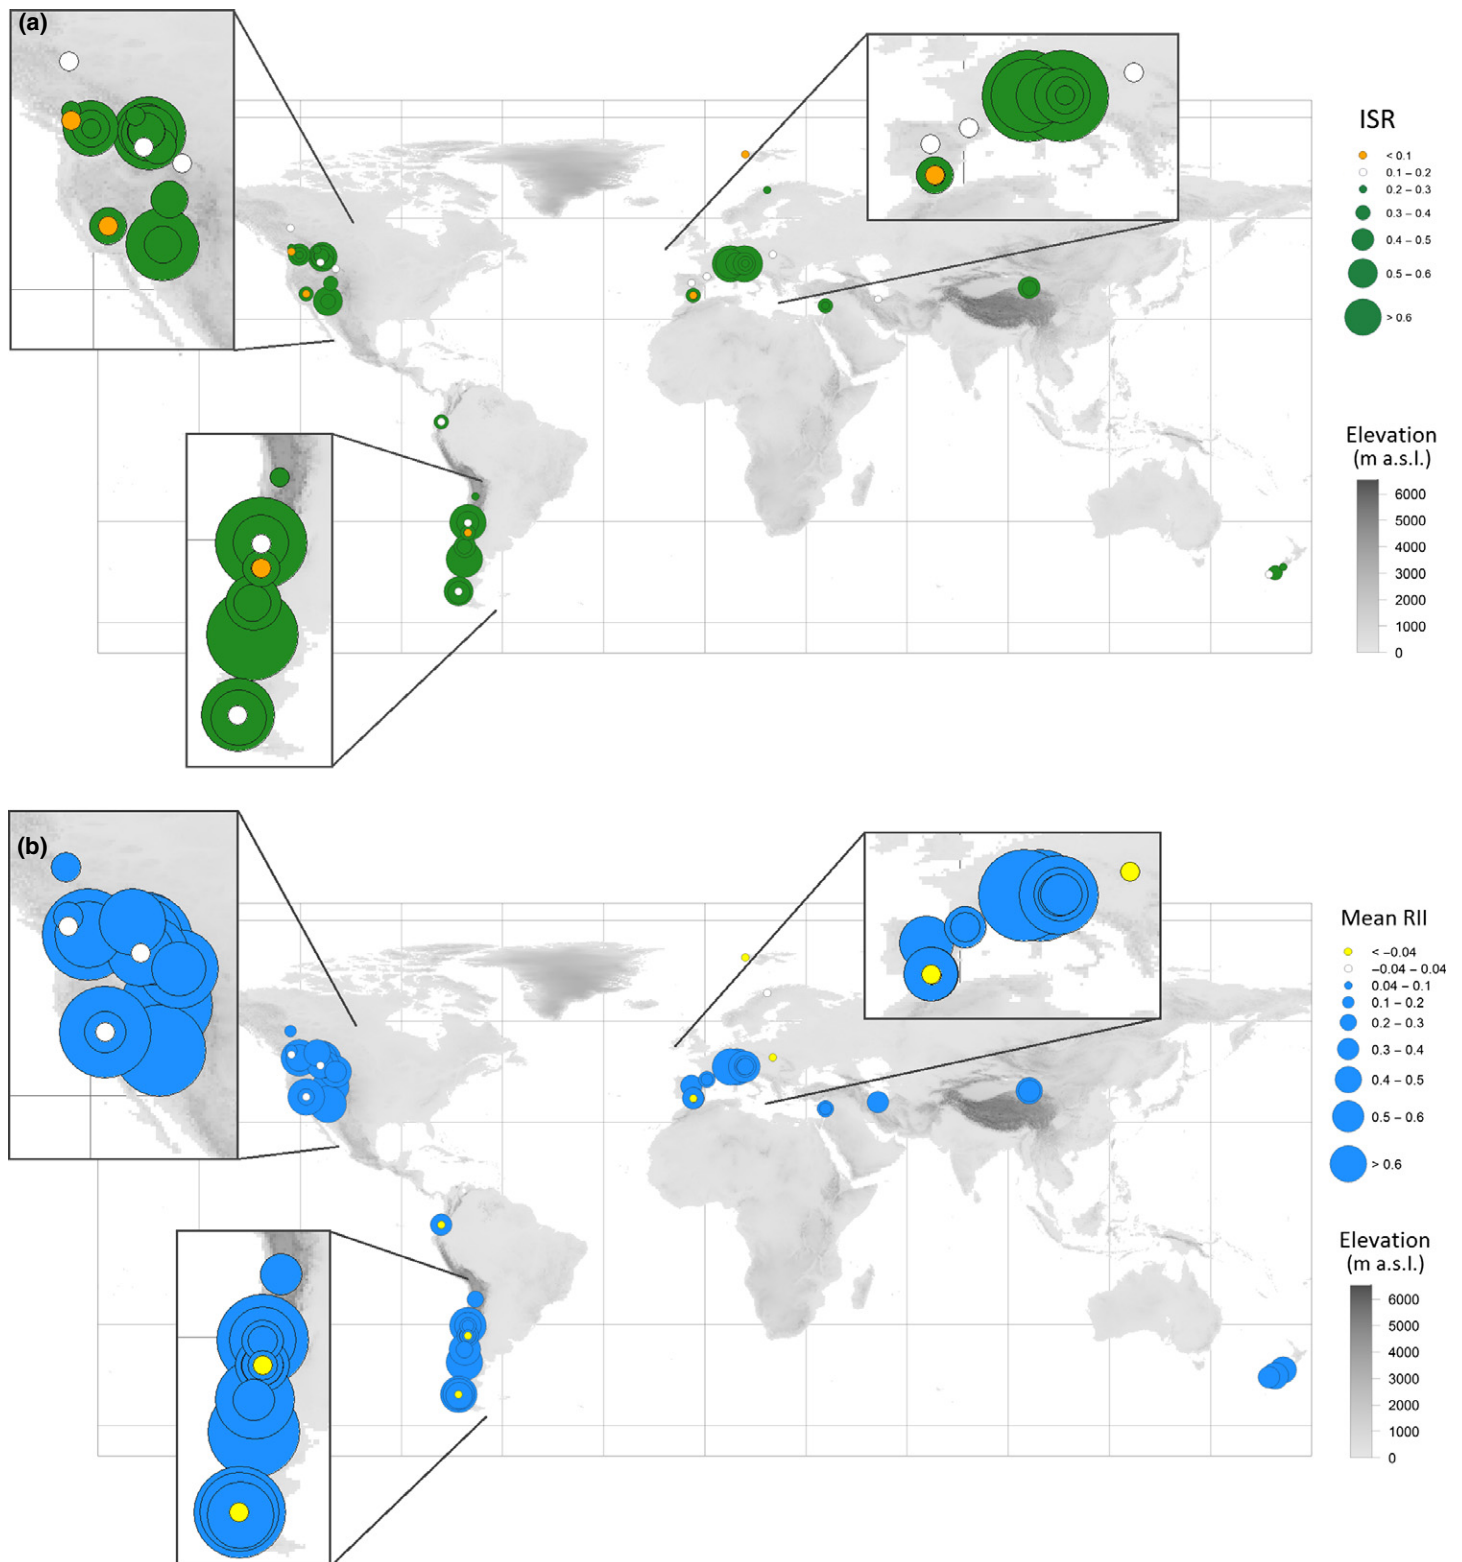 (a)
ISR
< 0.1
0.1 – 0.2
0.2 – 0.3
0.3 – 0.4
0.4 – 0.5
0.5 – 0.6
> 0.6
Elevation
(m a.s.l.)
6000
5000
4000
3000
2000
1000
0
(b)
Mean RII
< –0.04
–0.04 – 0.04
0.04 – 0.1
0.1 – 0.2
0.2 – 0.3
0.3 – 0.4
0.4 – 0.5
0.5 – 0.6
> 0.6
Elevation
(m a.s.l.)
6000
5000
4000
3000
2000
1000
0